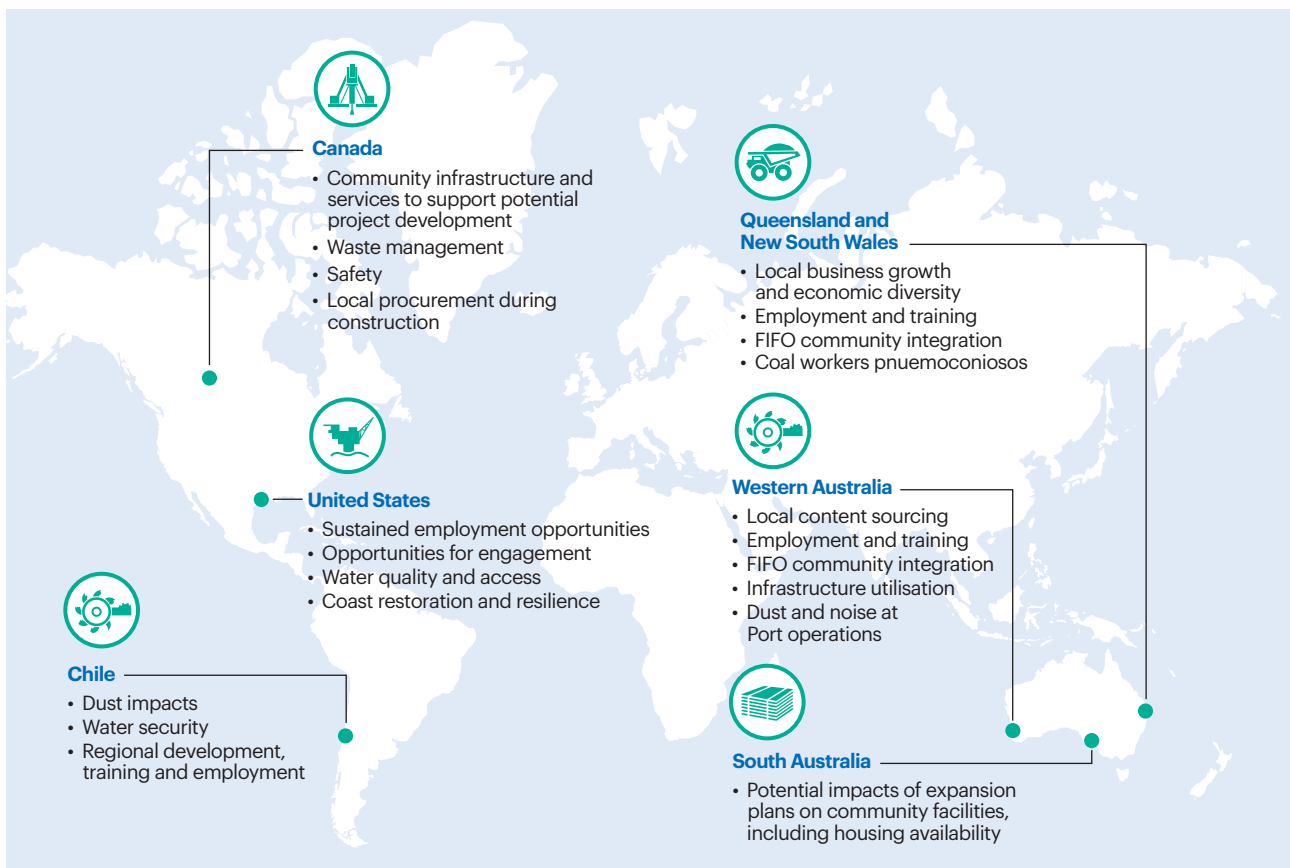 Canada
• Community infrastructure and
services to support potential
project development
• Waste management
• Safety
• Local procurement during
construction
United States
• Sustained employment opportunities
• Opportunities for engagement
• Water quality and access
• Coast restoration and resilience
Chile
• Dust impacts
• Water security
• Regional development,
training and employment
Queensland and
New South Wales
• Local business growth
and economic diversity
• Employment and training
• FIFO community integration
• Coal workers pnuemoconiosos
Western Australia
• Local content sourcing
• Employment and training
• FIFO community integration
• Infrastructure utilisation
• Dust and noise at
Port operations
South Australia
• Potential impacts of expansion
plans on community facilities,
including housing availability